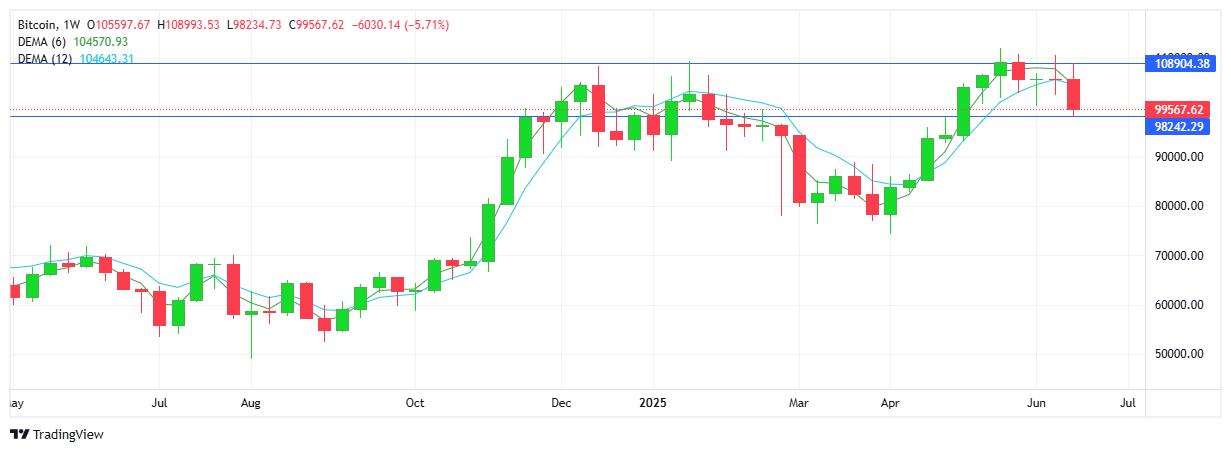 Bitcoin, 1W O105597.67 H108993.53 L98234.73 C99567.62 −6030.14 (−5.71%)
DEMA (6) 104570.93
DEMA (12) 104643.31
108904.38
99567.62
98242.29
90000.00
80000.00
70000.00
60000.00
50000.00
Jul Aug Oct Dec 2025 Mar Apr Jun Jul
TradingView